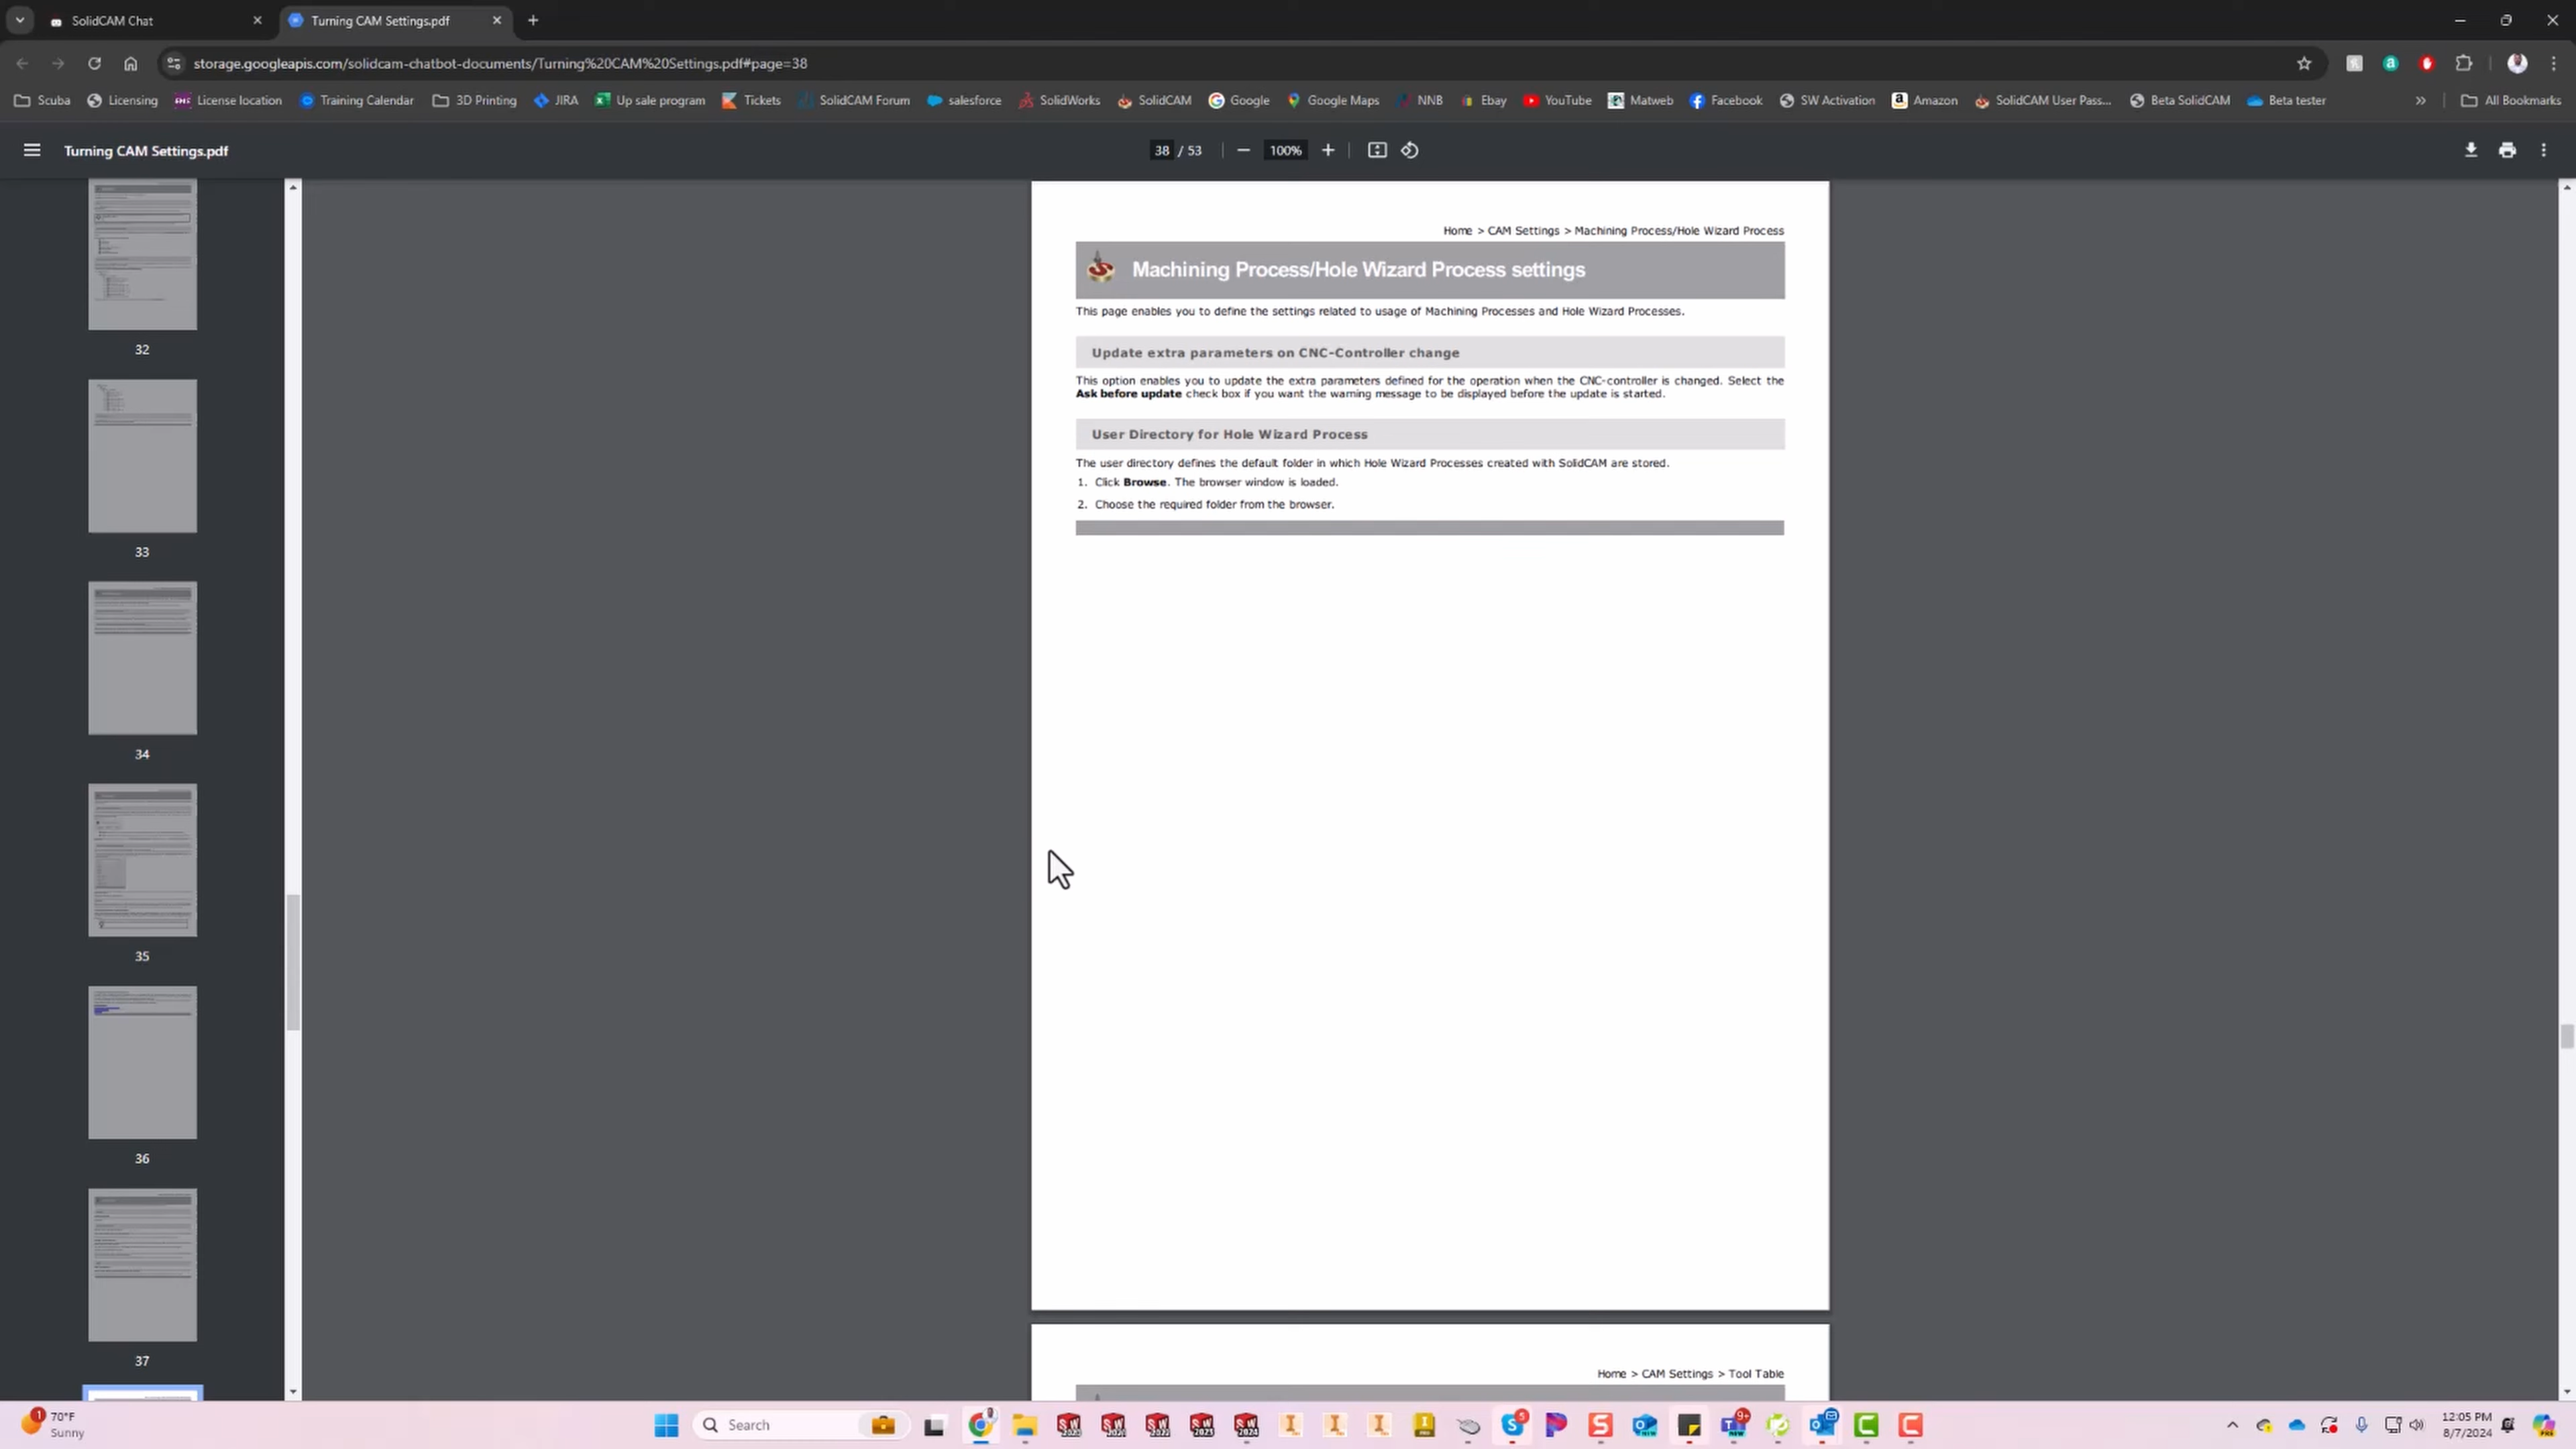 SolidCAM Chat
Turning CAM Settings.pdf
storage.googleapis.com/solidcam-chatbot-documents/Turning%20CAM%20Settings.pdf#page=38
Scuba
Licensing
License location
Training Calendar
3D Printing
JIRA
Up sale program
Tickets
SolidCAM Forum
salesforce
SolidWorks
SolidCAM
Google
Google Maps
NNB
Ebay
YouTube
Matweb
Facebook
SW Activation
Amazon
SolidCAM User Pass...
Beta SolidCAM
Beta tester
All Bookmarks
Turning CAM Settings.pdf
38 / 53
100%
32
33
34
35
36
37
Home > CAM Settings > Machining Process/Hole Wizard Process
Machining Process/Hole Wizard Process settings
This page enables you to define the settings related to usage of Machining Processes and Hole Wizard Processes.
Update extra parameters on CNC-Controller change
This option enables you to update the extra parameters defined for the operation when the CNC-controller is changed. Select the
Ask before update check box if you want the warning message to be displayed before the update is started.
User Directory for Hole Wizard Process
The user directory defines the default folder in which Hole Wizard Processes created with SolidCAM are stored.
1. Click Browse. The browser window is loaded.
2. Choose the required folder from the browser.
Home > CAM Settings > Tool Table
1
70°F
Sunny
Search
5
9+
12:05 PM
8/7/2024